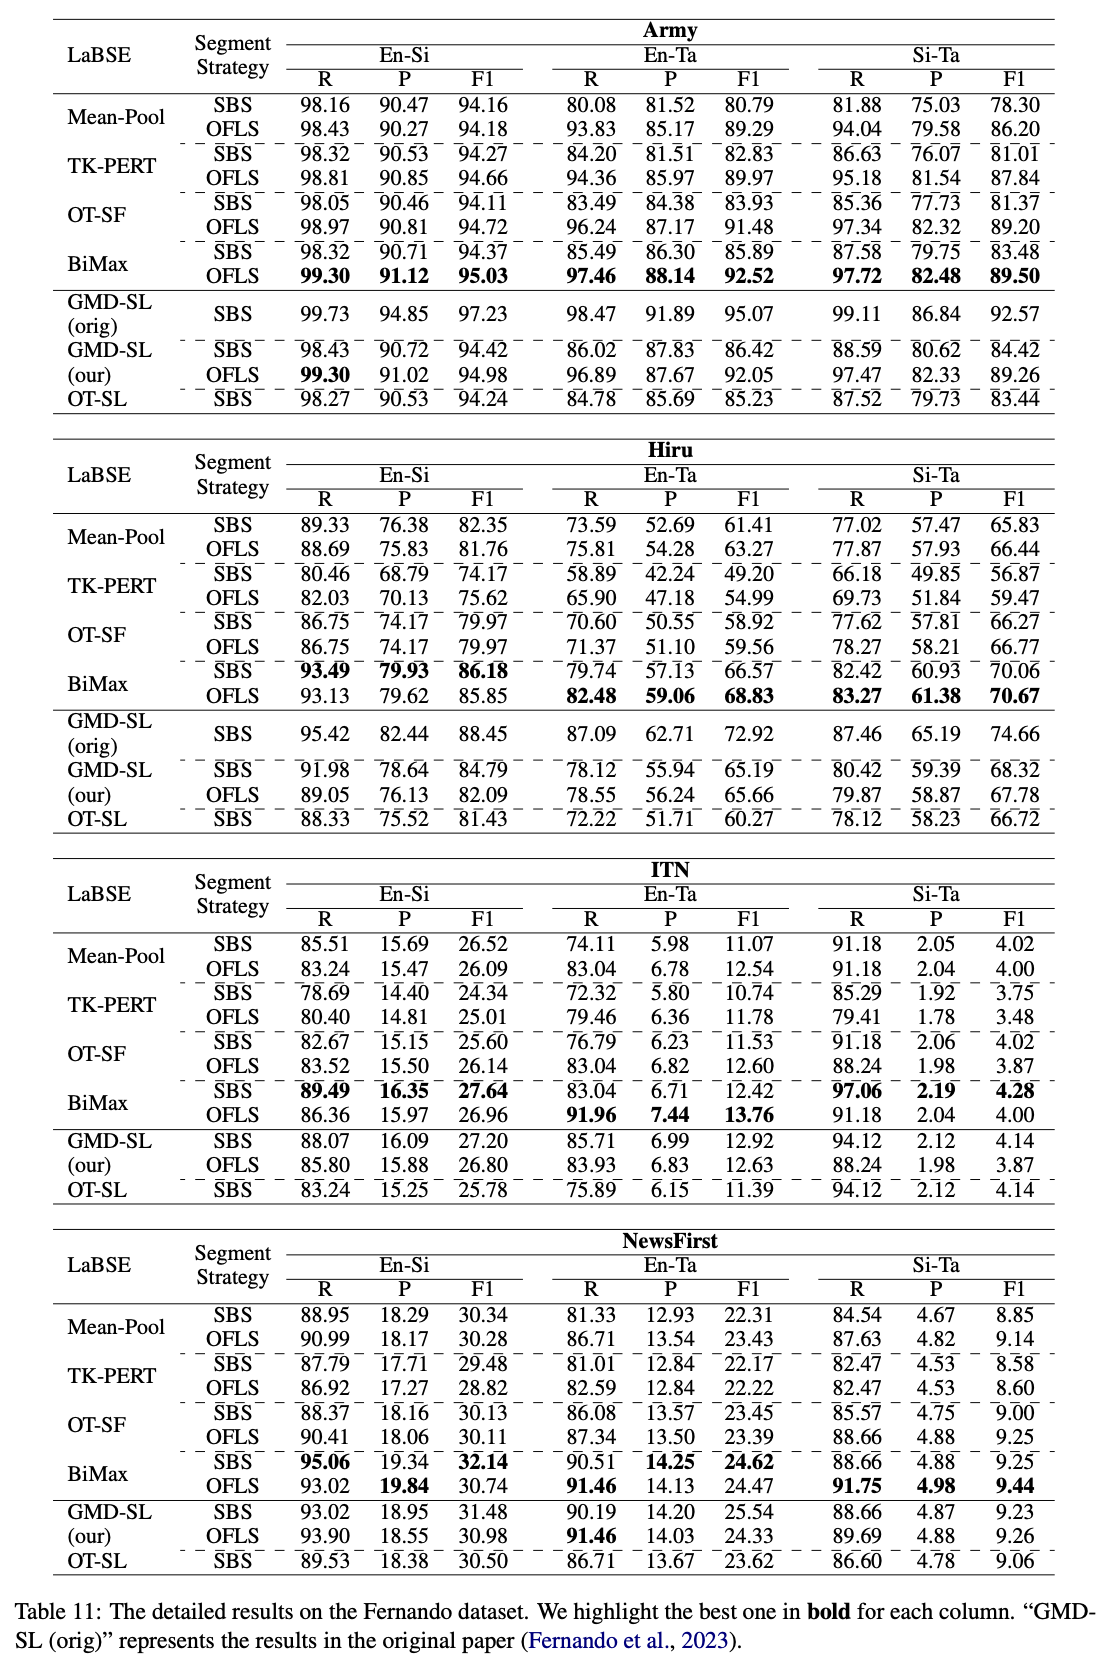 Army
LaBSE Segment Strategy En-Si En-Ta Si-Ta
R P F1 R P F1 R P F1
Mean-Pool SBS 98.16 90.47 94.16 80.08 81.52 80.79 81.88 75.03 78.30
OFLS 98.43 90.27 94.18 93.83 85.17 89.29 94.04 79.58 86.20
TK-PERT SBS 98.32 90.53 94.27 84.20 81.51 82.83 86.63 76.07 81.01
OFLS 98.81 90.85 94.66 94.36 85.97 89.97 95.18 81.54 87.84
OT-SF SBS 98.05 90.46 94.11 83.49 84.38 83.93 85.36 77.73 81.37
OFLS 98.97 90.81 94.72 96.24 87.17 91.48 97.34 82.32 89.20
BiMax SBS 98.32 90.71 94.37 85.49 86.30 85.89 87.58 79.75 83.48
OFLS 99.30 91.12 95.03 97.46 88.14 92.52 97.72 82.48 89.50
GMD-SL (orig) SBS 99.73 94.85 97.23 98.47 91.89 95.07 99.11 86.84 92.57
GMD-SL SBS 98.43 90.72 94.42 86.02 87.83 86.42 88.59 80.62 84.42
(our) OFLS 99.30 91.02 94.98 96.89 87.67 92.05 97.47 82.33 89.26
OT-SL SBS 98.27 90.53 94.24 84.78 85.69 85.23 87.52 79.73 83.44
Hiru
LaBSE Segment Strategy En-Si En-Ta Si-Ta
R P F1 R P F1 R P F1
Mean-Pool SBS 89.33 76.38 82.35 73.59 52.69 61.41 77.02 57.47 65.83
OFLS 88.69 75.83 81.76 75.81 54.28 63.27 77.87 57.93 66.44
TK-PERT SBS 80.46 68.79 74.17 58.89 42.24 49.20 66.18 49.85 56.87
OFLS 82.03 70.13 75.62 65.90 47.18 54.99 69.73 51.84 59.47
OT-SF SBS 86.75 74.17 79.97 70.60 50.55 58.92 77.62 57.81 66.27
OFLS 86.75 74.17 79.97 71.37 51.10 59.56 78.27 58.21 66.77
BiMax SBS 93.49 79.93 86.18 79.74 57.13 66.57 82.42 60.93 70.06
OFLS 93.13 79.62 85.85 82.48 59.06 68.83 83.27 61.38 70.67
GMD-SL (orig) SBS 95.42 82.44 88.45 87.09 62.71 72.92 87.46 65.19 74.66
GMD-SL SBS 91.98 78.64 84.79 78.12 55.94 65.19 80.42 59.39 68.32
(our) OFLS 89.05 76.13 82.09 78.55 56.24 65.66 79.87 58.87 67.78
OT-SL SBS 88.33 75.52 81.43 72.22 51.71 60.27 78.12 58.23 66.72
ITN
LaBSE Segment Strategy En-Si En-Ta Si-Ta
R P F1 R P F1 R P F1
Mean-Pool SBS 85.51 15.69 26.52 74.11 5.98 11.07 91.18 2.05 4.02
OFLS 83.24 15.47 26.09 83.04 6.78 12.54 91.18 2.04 4.00
TK-PERT SBS 78.69 14.40 24.34 72.32 5.80 10.74 85.29 1.92 3.75
OFLS 80.40 14.81 25.01 79.46 6.36 11.78 79.41 1.78 3.48
OT-SF SBS 82.67 15.15 25.60 76.79 6.23 11.53 91.18 2.06 4.02
OFLS 83.52 15.50 26.14 83.04 6.82 12.60 88.24 1.98 3.87
BiMax SBS 89.49 16.35 27.64 83.04 6.71 12.42 97.06 2.19 4.28
OFLS 86.36 15.97 26.96 91.96 7.44 13.76 91.18 2.04 4.00
GMD-SL SBS 88.07 16.09 27.20 85.71 6.99 12.92 94.12 2.12 4.14
(our) OFLS 85.80 15.88 26.80 83.93 6.83 12.63 88.24 1.98 3.87
OT-SL SBS 83.24 15.25 25.78 75.89 6.15 11.39 94.12 2.12 4.14
NewsFirst
LaBSE Segment Strategy En-Si En-Ta Si-Ta
R P F1 R P F1 R P F1
Mean-Pool SBS 88.95 18.29 30.34 81.33 12.93 22.31 84.54 4.67 8.85
OFLS 90.99 18.17 30.28 86.71 13.54 23.43 87.63 4.82 9.14
TK-PERT SBS 87.79 17.71 29.48 81.01 12.84 22.17 82.47 4.53 8.58
OFLS 86.92 17.27 28.82 82.59 12.84 22.22 82.47 4.53 8.60
OT-SF SBS 88.37 18.16 30.13 86.08 13.57 23.45 85.57 4.75 9.00
OFLS 90.41 18.06 30.11 87.34 13.50 23.39 88.66 4.88 9.25
BiMax SBS 95.06 19.34 32.14 90.51 14.25 24.62 88.66 4.88 9.25
OFLS 93.02 19.84 30.74 91.46 14.13 24.47 91.75 4.98 9.44
GMD-SL SBS 93.02 18.95 31.48 90.19 14.20 25.54 88.66 4.87 9.23
(our) OFLS 93.90 18.55 30.98 91.46 14.03 24.33 89.69 4.88 9.26
OT-SL SBS 89.53 18.38 30.50 86.71 13.67 23.62 86.60 4.78 9.06
Table 11: The detailed results on the Fernando dataset. We highlight the best one in bold for each column. “GMD-
SL (orig)” represents the results in the original paper (Fernando et al., 2023).